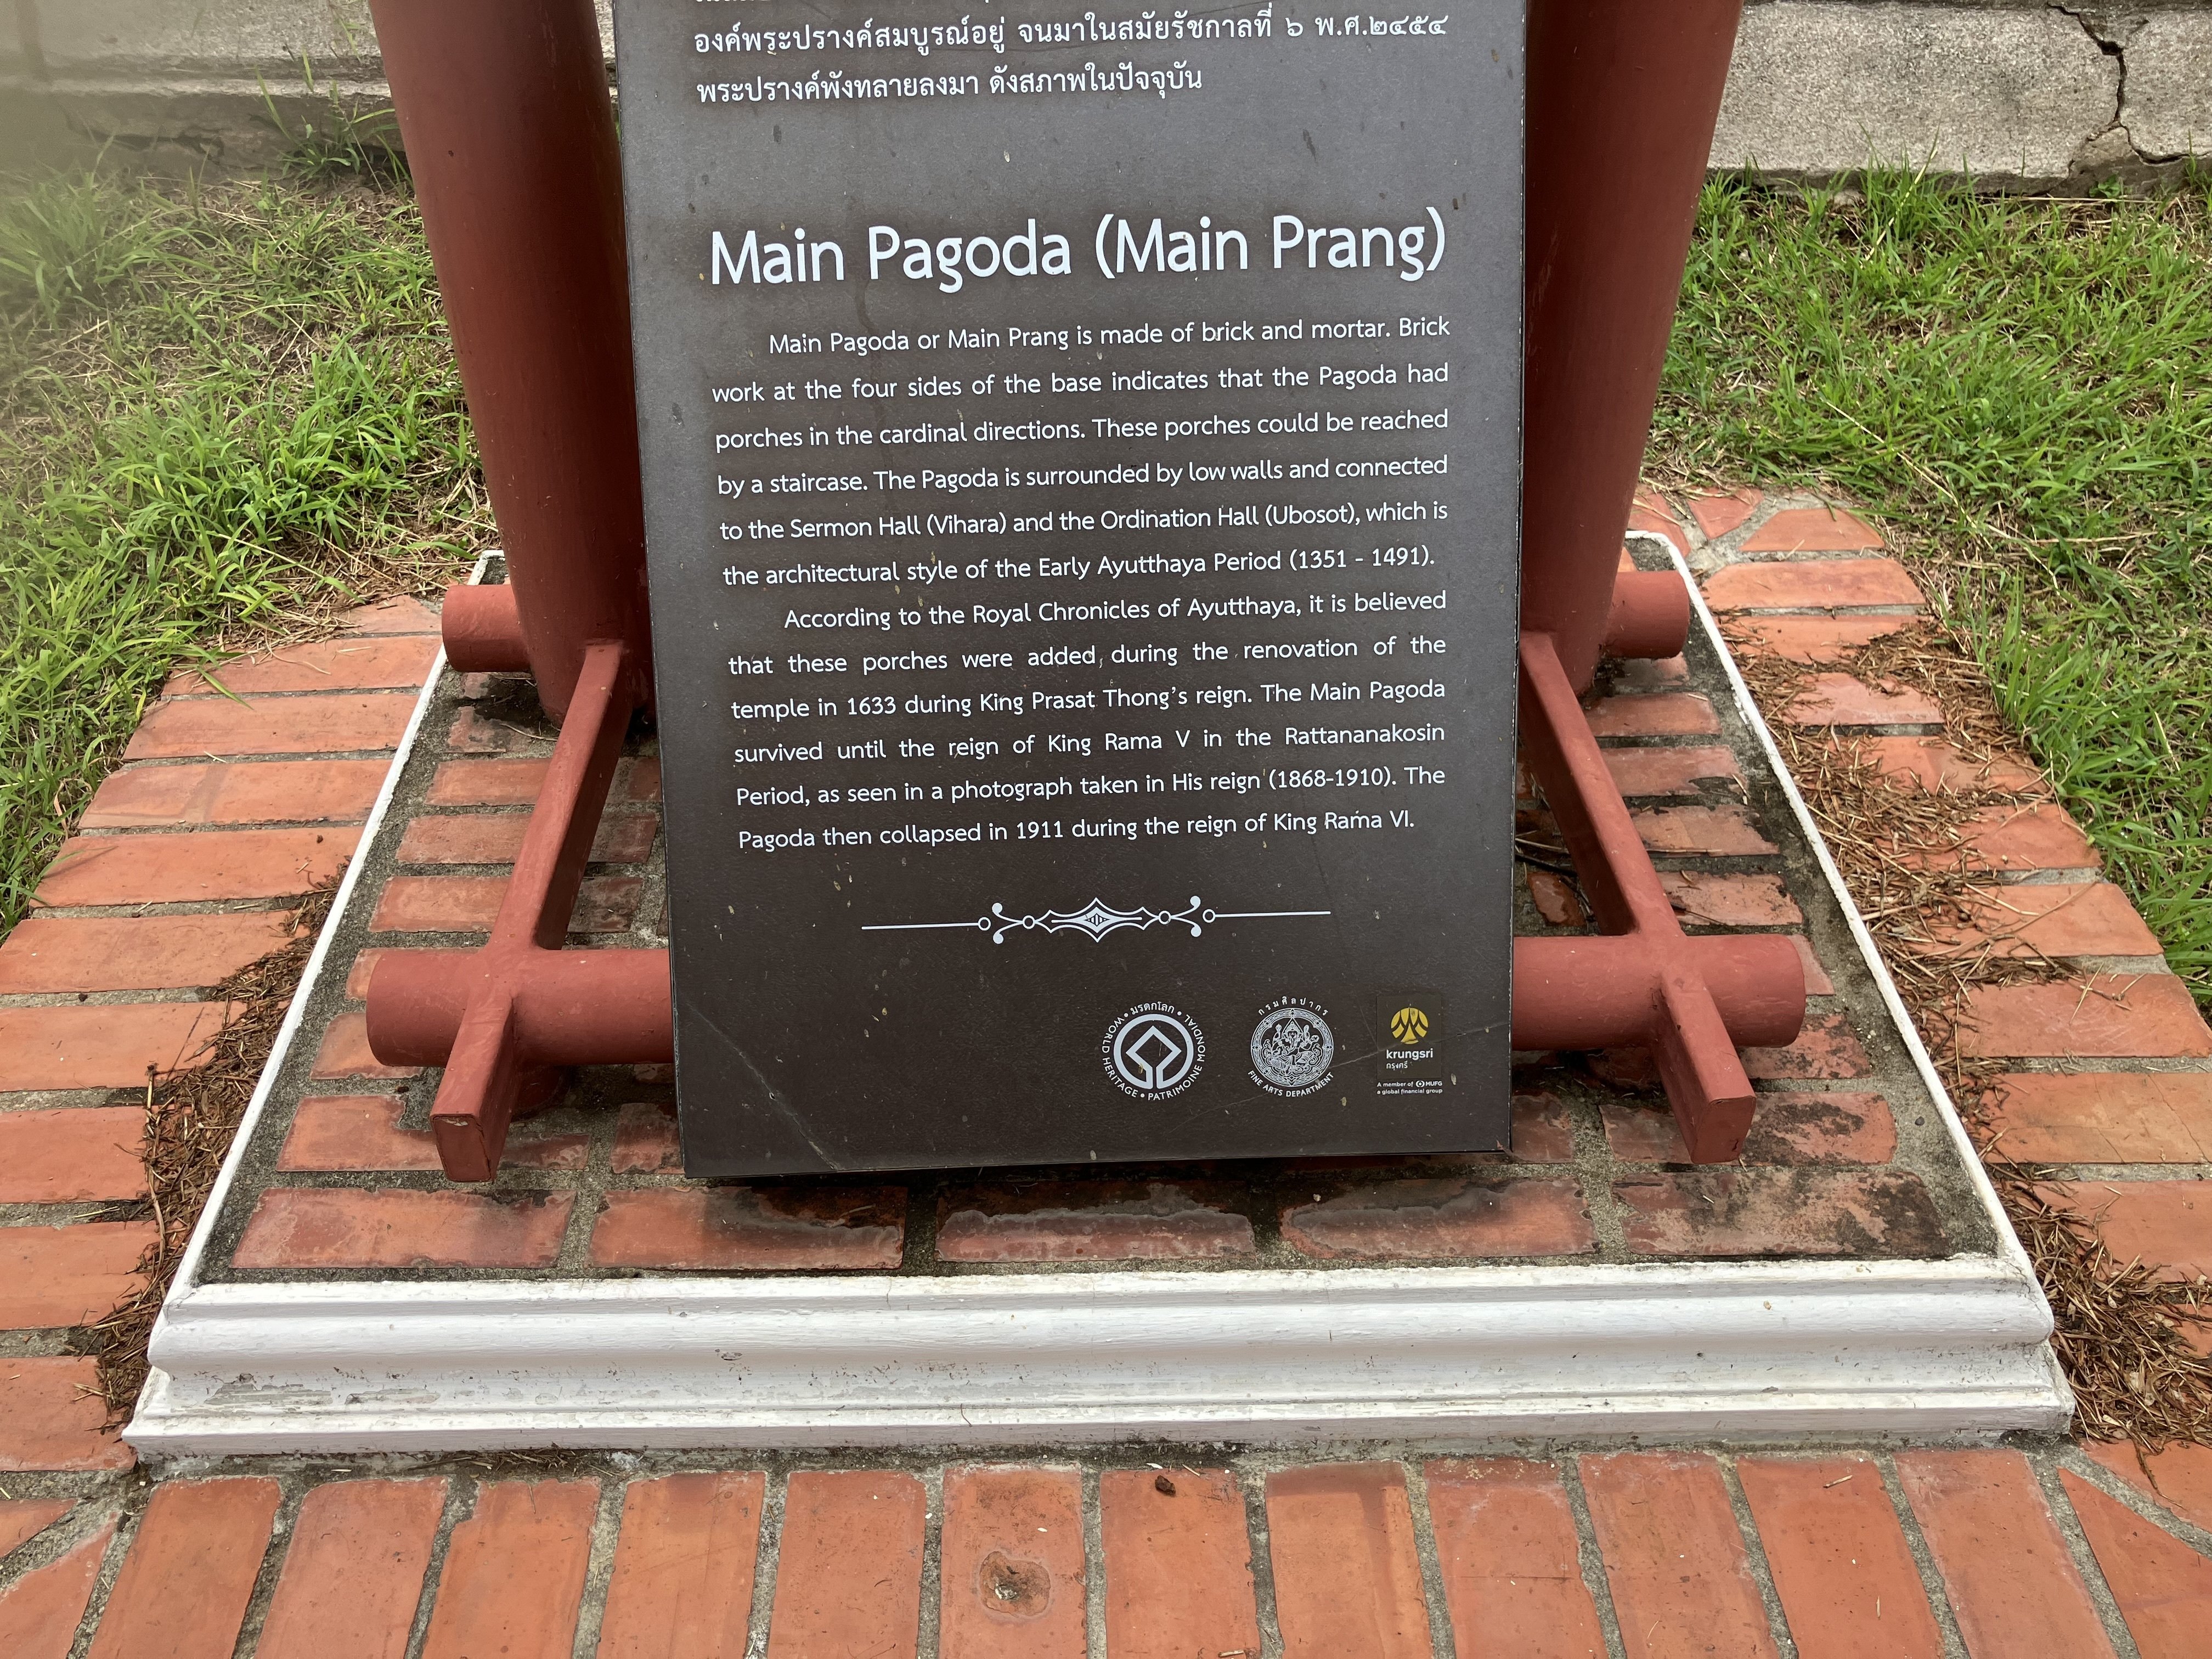 องค์พระปรางค์สมบูรณ์อยู่ จนมาในสมัยรัชกาลที่ ๖ พ.ศ.๒๔๕๔
พระปรางค์พังทลายลงมา ดังสภาพในปัจจุบัน
Main Pagoda (Main Prang)
Main Pagoda or Main Prang is made of brick and mortar. Brick
work at the four sides of the base indicates that the Pagoda had
porches in the cardinal directions. These porches could be reached
by a staircase. The Pagoda is surrounded by low walls and connected
to the Sermon Hall (Vihara) and the Ordination Hall (Ubosot), which is
the architectural style of the Early Ayutthaya Period (1351 - 1491).
According to the Royal Chronicles of Ayutthaya, it is believed
that these porches were added during the renovation of the
temple in 1633 during King Prasat Thong's reign. The Main Pagoda
survived until the reign of King Rama V in the Rattananakosin
Period, as seen in a photograph taken in His reign (1868-1910). The
Pagoda then collapsed in 1911 during the reign of King Rama VI.
มรดกโลก • WORLD HERITAGE • PATRIMOINE MONDIAL •
กรมศิลปากร
FINE ARTS DEPARTMENT
krungsri
กรุงศรี
A member of MUFG
a global financial group